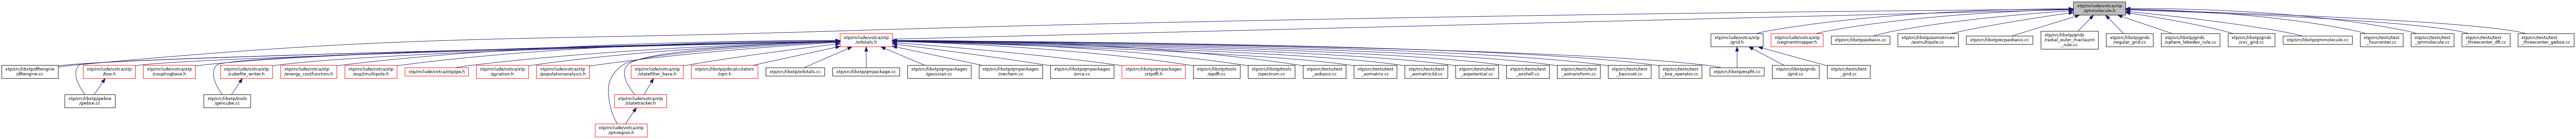 xtp/include/votca/xtp
/qmmolecule.h
xtp/include/votca/xtp
/orbitals.h
xtp/include/votca/xtp
/grid.h
xtp/include/votca/xtp
/segmentmapper.h
xtp/src/libxtp/aobasis.cc
xtp/src/libxtp/aomatrices
/aomultipole.cc
xtp/src/libxtp/ecpaobasis.cc
xtp/src/libxtp/grids
/radial_euler_maclaurin
_rule.cc
xtp/src/libxtp/grids
/regular_grid.cc
xtp/src/libxtp/grids
/sphere_lebedev_rule.cc
xtp/src/libxtp/grids
/vxc_grid.cc
xtp/src/libxtp/qmmolecule.cc
xtp/src/tests/test
_fourcenter.cc
xtp/src/tests/test
_qmmolecule.cc
xtp/src/tests/test
_threecenter_dft.cc
xtp/src/tests/test
_threecenter_gwbse.cc
xtp/src/libxtp/dftengine
/dftengine.cc
xtp/include/votca/xtp
/bse.h
xtp/include/votca/xtp
/couplingbase.h
xtp/include/votca/xtp
/cubefile_writer.h
xtp/include/votca/xtp
/energy_costfunction.h
xtp/include/votca/xtp
/esp2multipole.h
xtp/include/votca/xtp/gw.h
xtp/include/votca/xtp
/gyration.h
xtp/include/votca/xtp
/populationanalysis.h
xtp/include/votca/xtp
/statefilter_base.h
xtp/src/libxtp/jobcalculators
/iqm.h
xtp/src/libxtp/orbitals.cc
xtp/src/libxtp/qmpackage.cc
xtp/src/libxtp/qmpackages
/gaussian.cc
xtp/src/libxtp/qmpackages
/nwchem.cc
xtp/src/libxtp/qmpackages
/orca.cc
xtp/src/libxtp/qmpackages
/xtpdft.h
xtp/src/libxtp/tools
/apdft.cc
xtp/src/libxtp/tools
/spectrum.cc
xtp/src/tests/test
_aobasis.cc
xtp/src/tests/test
_aomatrix.cc
xtp/src/tests/test
_aomatrix3d.cc
xtp/src/tests/test
_aopotential.cc
xtp/src/tests/test
_aoshell.cc
xtp/src/tests/test
_aotransform.cc
xtp/src/tests/test
_basisset.cc
xtp/src/tests/test
_bse_operator.cc
xtp/src/libxtp/espfit.cc
xtp/src/libxtp/grids
/grid.cc
xtp/src/tests/test
_grid.cc
xtp/src/libxtp/gwbse
/gwbse.cc
xtp/src/libxtp/tools
/gencube.cc
xtp/include/votca/xtp
/statetracker.h
xtp/include/votca/xtp
/qmregion.h